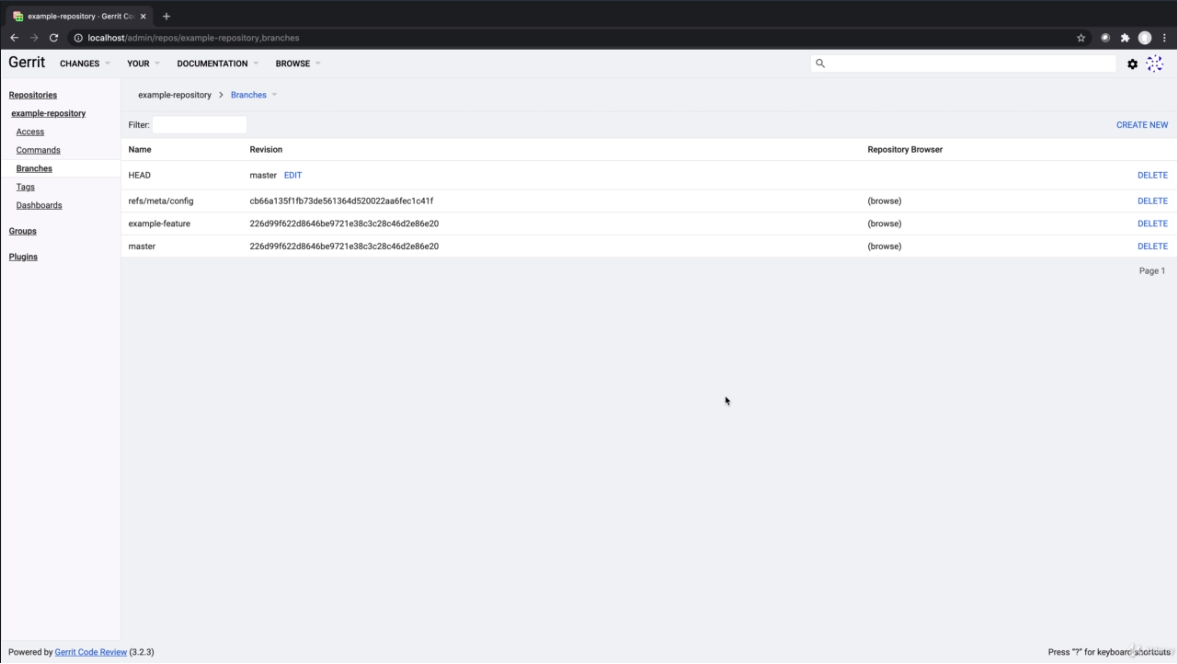 example-repository · Gerrit Co
localhost/admin/repos/example-repository,branches
Gerrit CHANGES YOUR DOCUMENTATION BROWSE
Repositories
example-repository
Access
Commands
Branches
Tags
Dashboards
Groups
Plugins
example-repository > Branches
Filter: CREATE NEW
Name Revision Repository Browser
HEAD master EDIT DELETE
refs/meta/config cb66a135f1fb73de561364d520022aa6fec1c41f (browse) DELETE
example-feature 226d99f622d8646be9721e38c3c28c46d2e86e20 (browse) DELETE
master 226d99f622d8646be9721e38c3c28c46d2e86e20 (browse) DELETE
Page 1
Powered by Gerrit Code Review (3.2.3) Press "?" for keyboard shortcuts